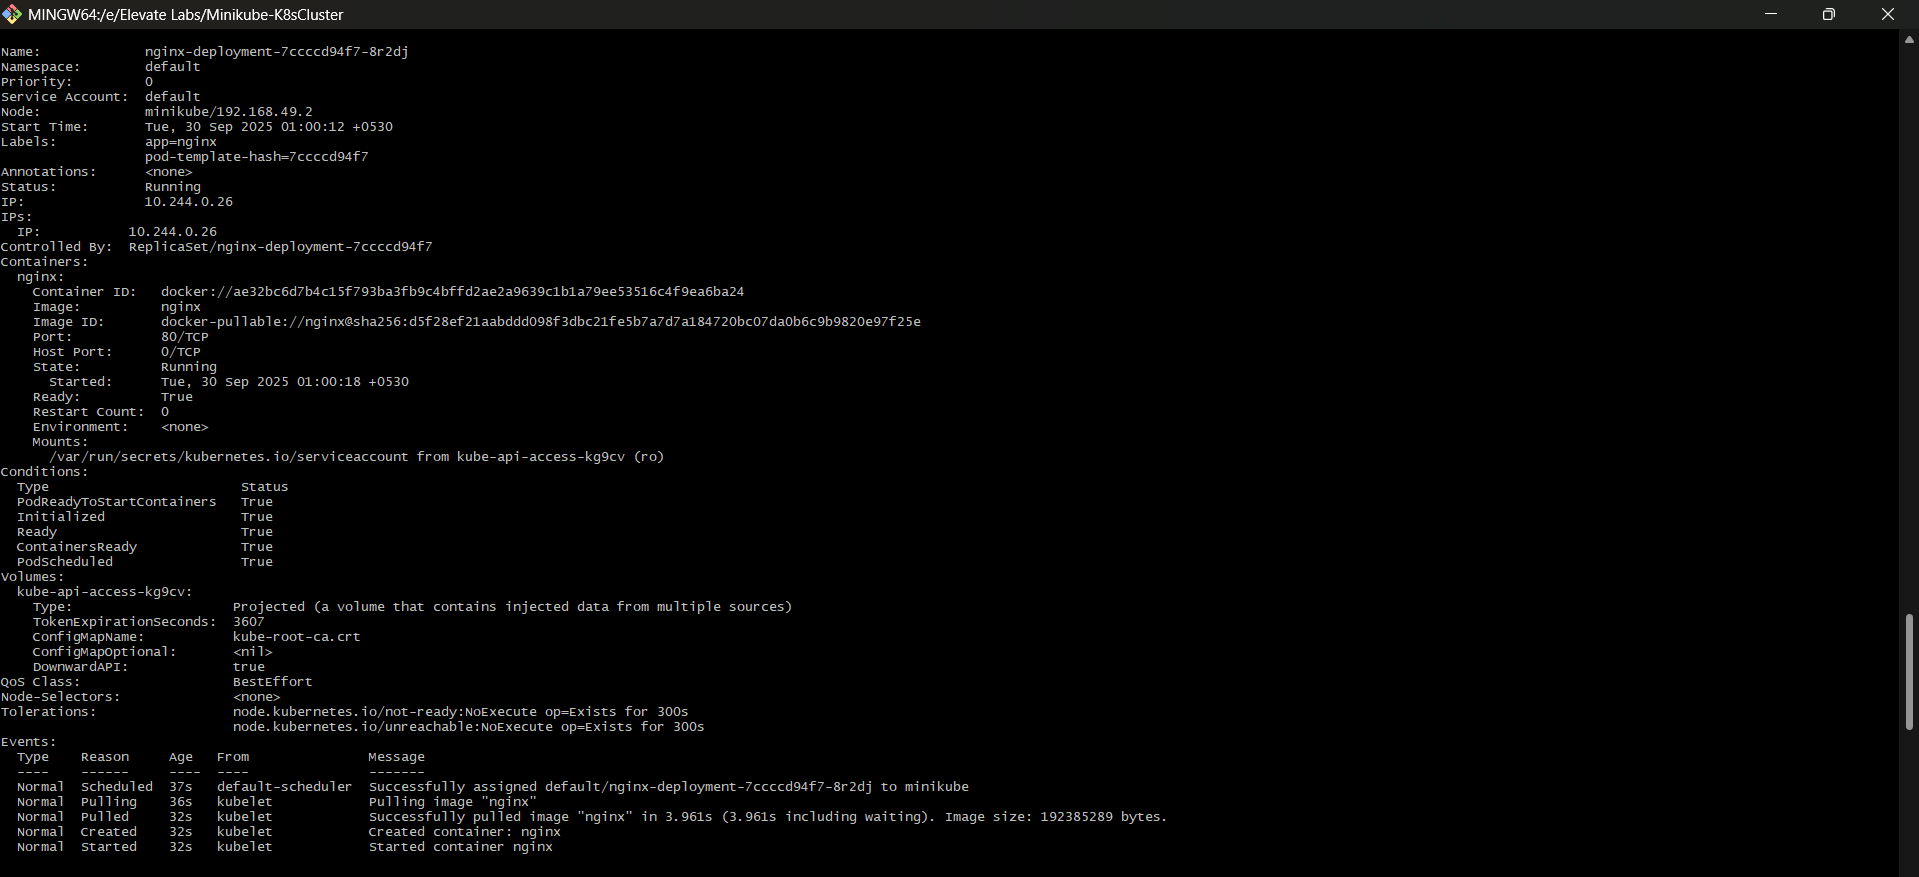 MINGW64:/e/Elevate Labs/Minikube-K8sCluster
Name:             nginx-deployment-7ccccd94f7-8r2dj
Namespace:        default
Priority:         0
Service Account:  default
Node:             minikube/192.168.49.2
Start Time:       Tue, 30 Sep 2025 01:00:12 +0530
Labels:           app=nginx
                  pod-template-hash=7ccccd94f7
Annotations:      <none>
Status:           Running
IP:               10.244.0.26
IPs:
  IP:           10.244.0.26
Controlled By:  ReplicaSet/nginx-deployment-7ccccd94f7
Containers:
  nginx:
    Container ID:   docker://ae32bc6d7b4c15f793ba3fb9c4bffd2ae2a9639c1b1a79ee53516c4f9ea6ba24
    Image:          nginx
    Image ID:       docker-pullable://nginx@sha256:d5f28ef21aabddd098f3dbc21fe5b7a7d7a184720bc07da0b6c9b9820e97f25e
    Port:           80/TCP
    Host Port:      0/TCP
    State:          Running
      Started:      Tue, 30 Sep 2025 01:00:18 +0530
    Ready:          True
    Restart Count:  0
    Environment:    <none>
    Mounts:
      /var/run/secrets/kubernetes.io/serviceaccount from kube-api-access-kg9cv (ro)
Conditions:
  Type                        Status
  PodReadyToStartContainers   True
  Initialized                 True
  Ready                       True
  ContainersReady             True
  PodScheduled                True
Volumes:
  kube-api-access-kg9cv:
    Type:                    Projected (a volume that contains injected data from multiple sources)
    TokenExpirationSeconds:  3607
    ConfigMapName:           kube-root-ca.crt
    ConfigMapOptional:       <nil>
    DownwardAPI:             true
QoS Class:                   BestEffort
Node-Selectors:              <none>
Tolerations:                 node.kubernetes.io/not-ready:NoExecute op=Exists for 300s
                             node.kubernetes.io/unreachable:NoExecute op=Exists for 300s
Events:
  Type    Reason     Age   From               Message
  ----    ------     ----  ----               -------
  Normal  Scheduled  37s   default-scheduler  Successfully assigned default/nginx-deployment-7ccccd94f7-8r2dj to minikube
  Normal  Pulling    36s   kubelet            Pulling image "nginx"
  Normal  Pulled     32s   kubelet            Successfully pulled image "nginx" in 3.961s (3.961s including waiting). Image size: 192385289 bytes.
  Normal  Created    32s   kubelet            Created container: nginx
  Normal  Started    32s   kubelet            Started container nginx